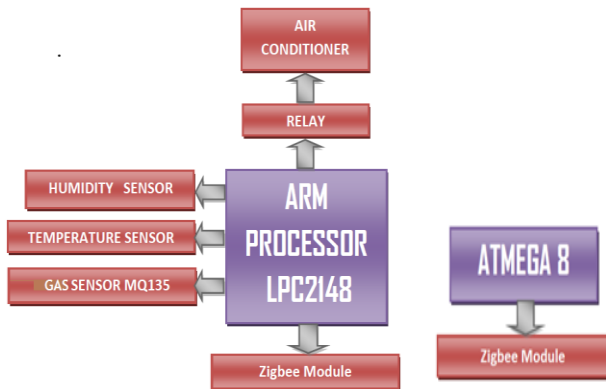 AIR
CONDITIONER
RELAY
HUMIDITY SENSOR
TEMPERATURE SENSOR
GAS SENSOR MQ135
ARM
PROCESSOR
LPC2148
Zigbee Module
ATMEGA 8
Zigbee Module